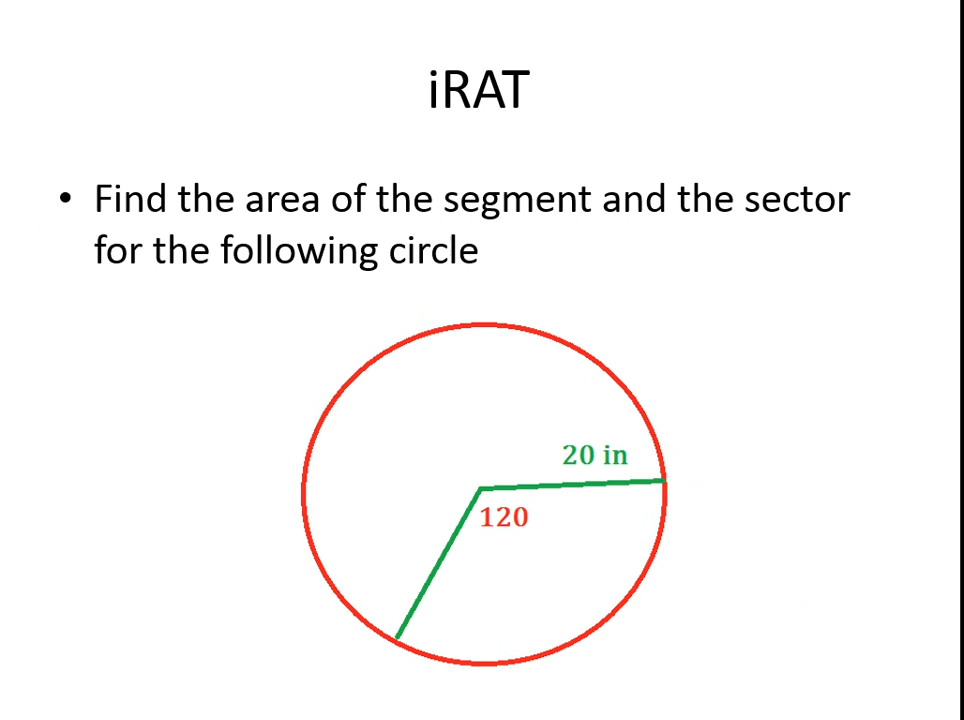 iRAT
• Find the area of the segment and the sector
for the following circle
20 in
120